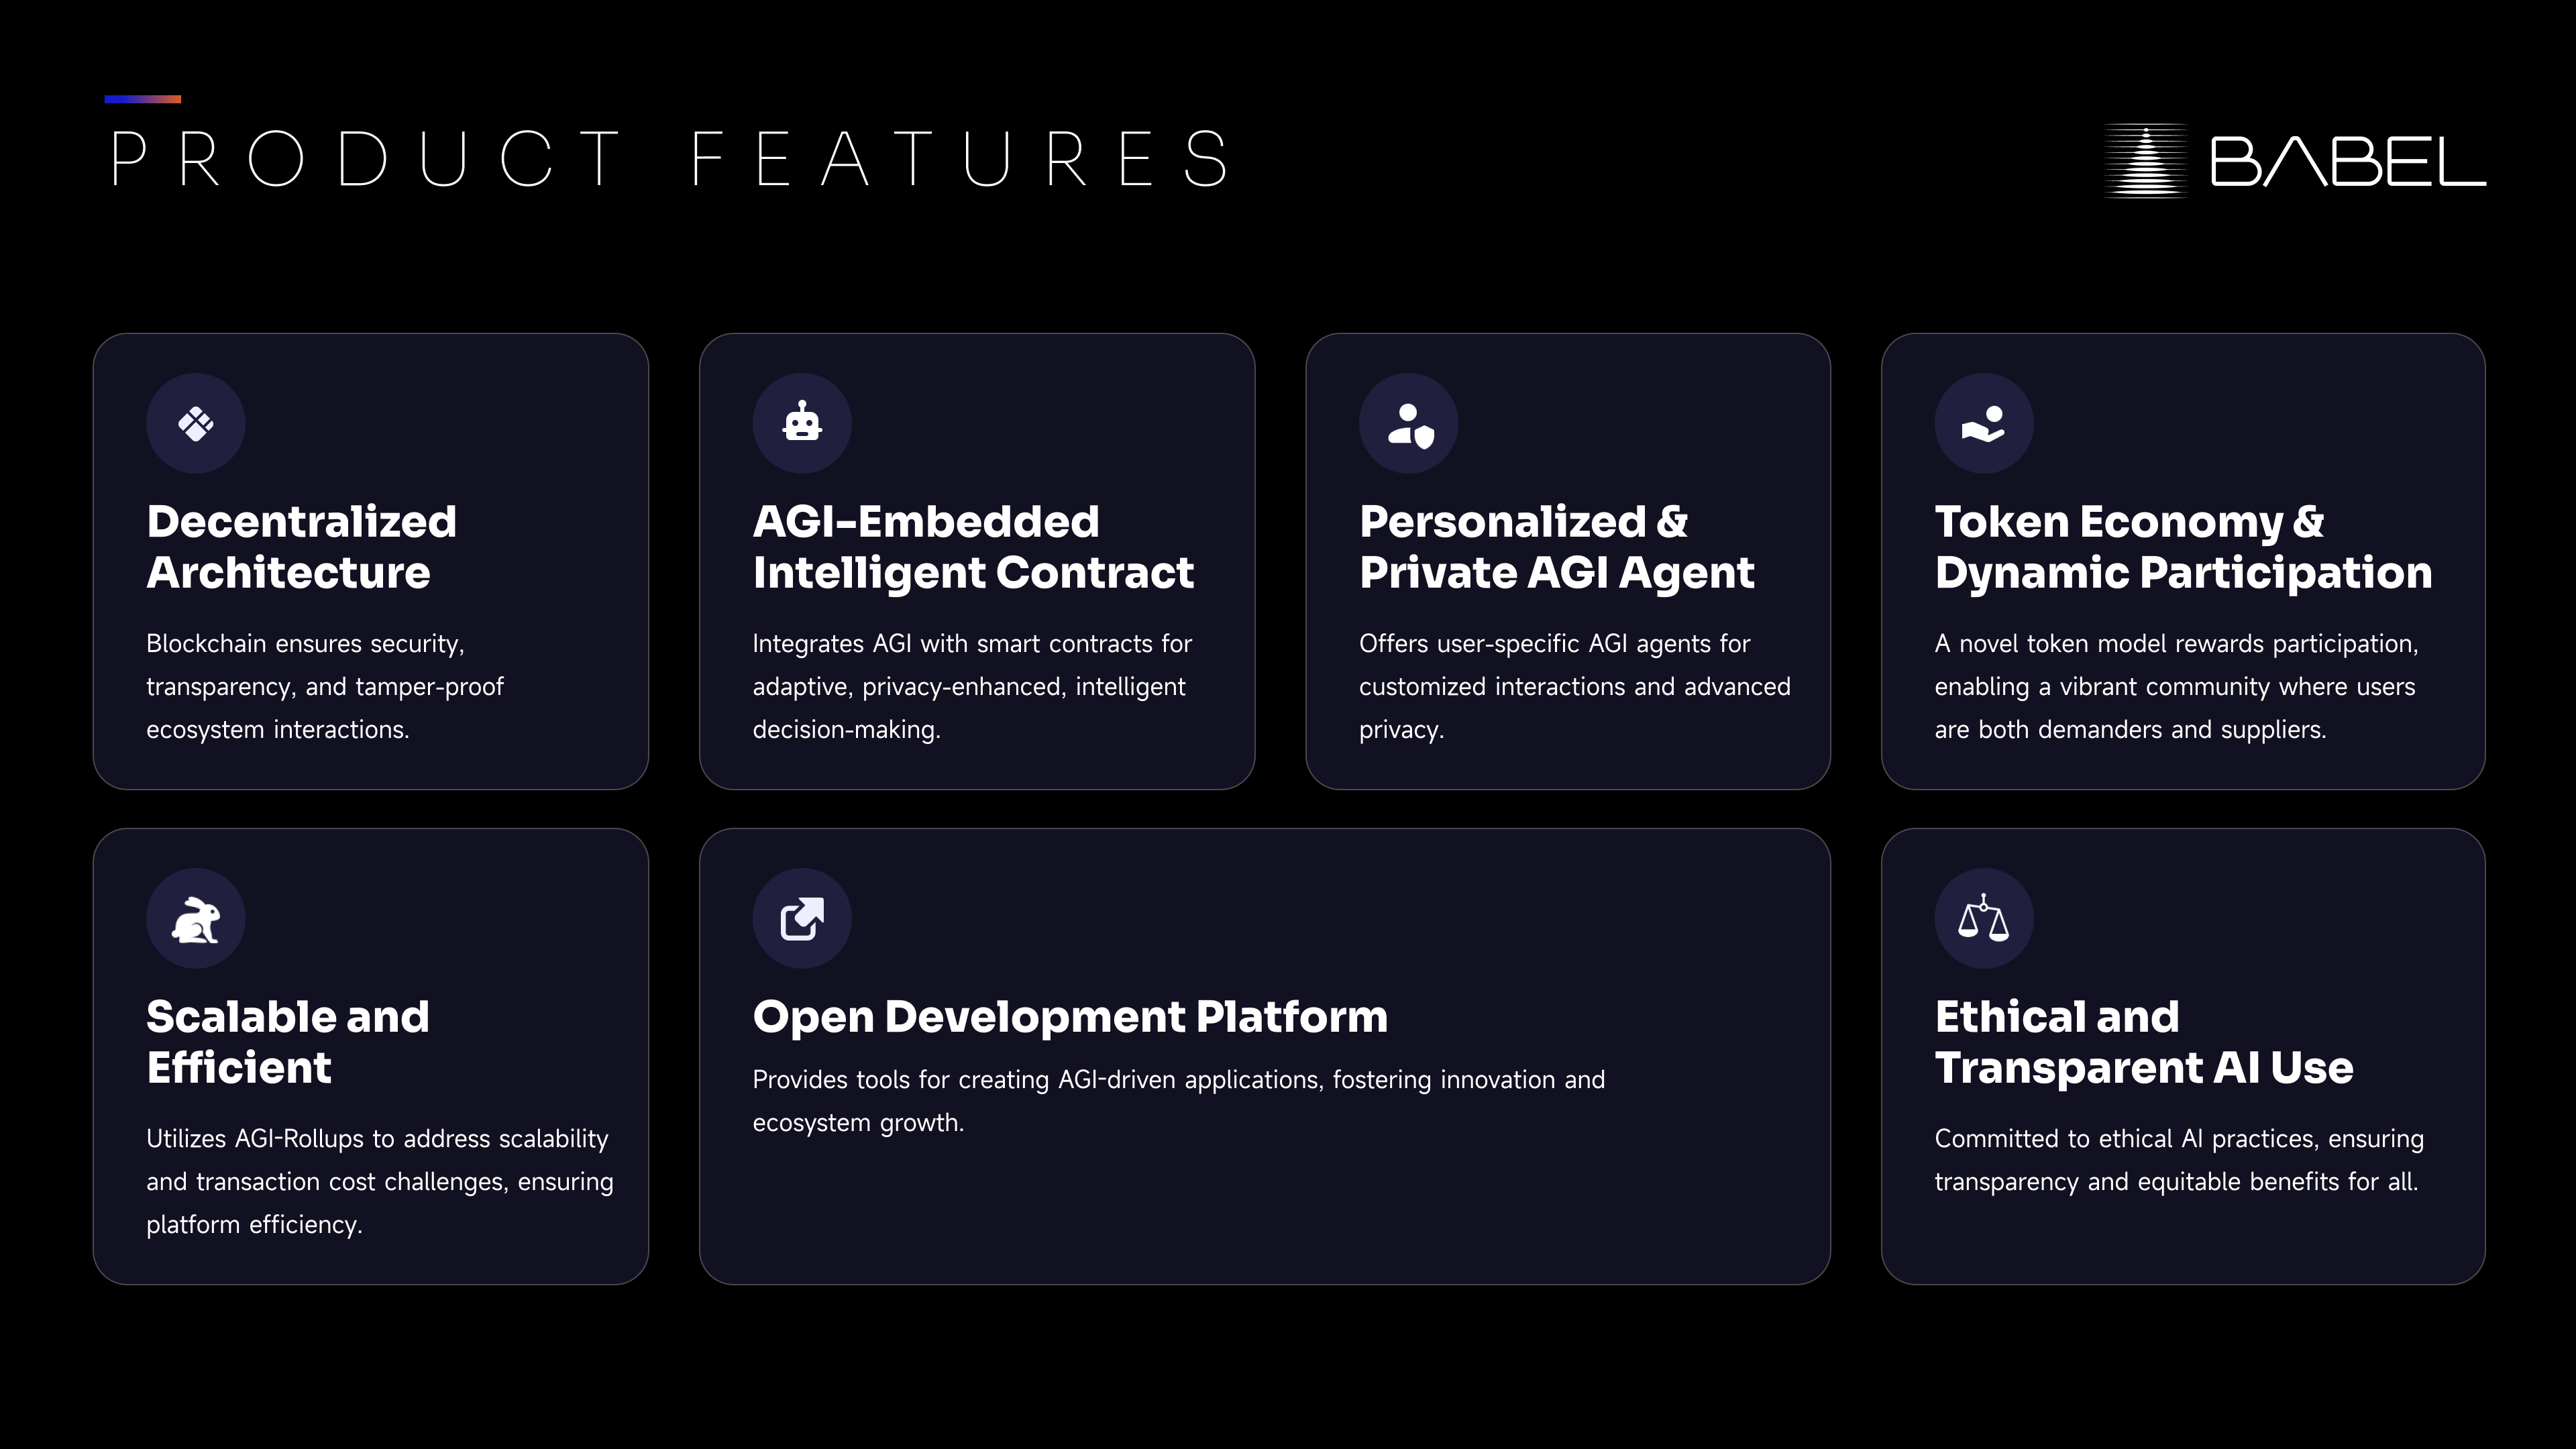 PRODUCT FEATURES
BABEL
Decentralized
Architecture
Blockchain ensures security,
transparency, and tamper-proof
ecosystem interactions.
AGI-Embedded
Intelligent Contract
Integrates AGI with smart contracts for
adaptive, privacy-enhanced, intelligent
decision-making.
Personalized &
Private AGI Agent
Offers user-specific AGI agents for
customized interactions and advanced
privacy.
Token Economy &
Dynamic Participation
A novel token model rewards participation,
enabling a vibrant community where users
are both demanders and suppliers.
Scalable and
Efficient
Utilizes AGI-Rollups to address scalability
and transaction cost challenges, ensuring
platform efficiency.
Open Development Platform
Provides tools for creating AGI-driven applications, fostering innovation and
ecosystem growth.
Ethical and
Transparent AI Use
Committed to ethical AI practices, ensuring
transparency and equitable benefits for all.